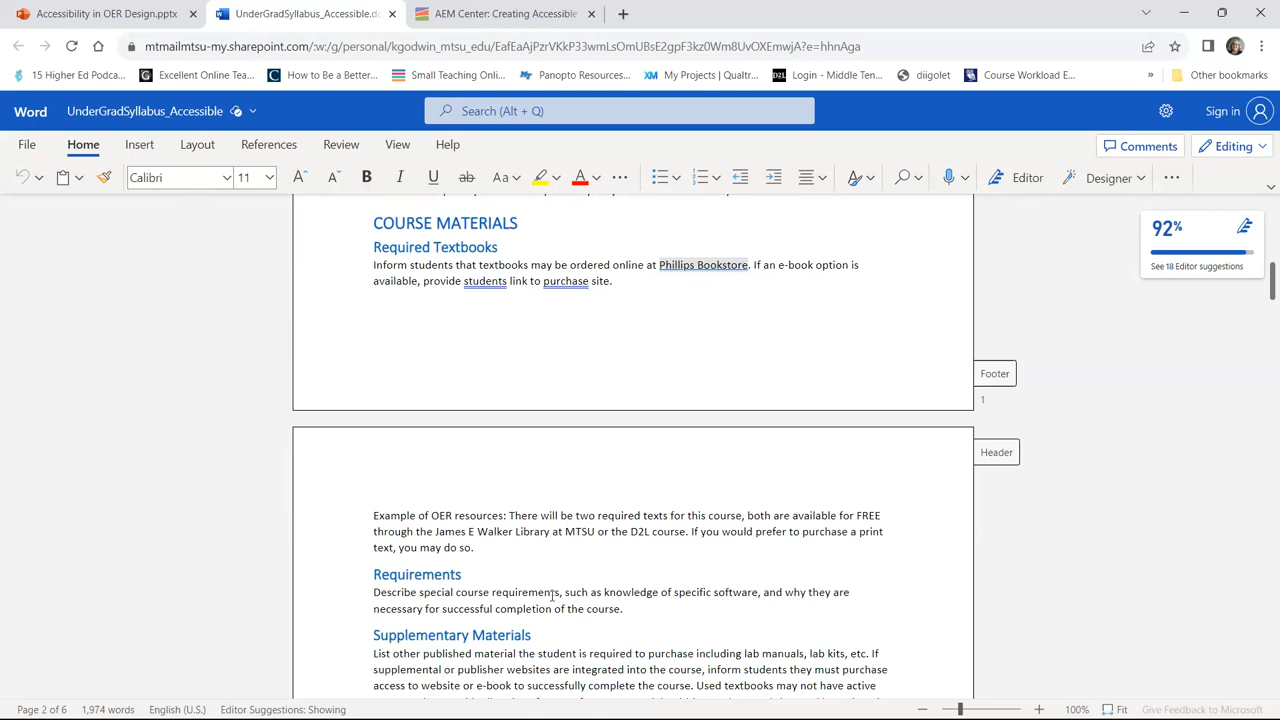 Accessibility in OER Design.pptx
UnderGradSyllabus_Accessible.do
AEM Center: Creating Accessible
mtmailmtsu-my.sharepoint.com/:w:/g/personal/kgodwin_mtsu_edu/EafEaAjPzrVKkP33wmLsOmUBsE2gpF3kz0Wm8UvOXEmwjA?e=hhnAga
15 Higher Ed Podca...
Excellent Online Tea...
How to Be a Better...
Small Teaching Onli...
Panopto Resources...
XM My Projects | Qualtr...
D2L Login - Middle Ten...
diigolet
Course Workload E...
»
Other bookmarks
Word
UnderGradSyllabus_Accessible
Search (Alt + Q)
Sign in
File Home Insert Layout References Review View Help
Comments
Editing
Calibri
11
B I U ab Aa A
Editor
Designer
COURSE MATERIALS
Required Textbooks
Inform students that textbooks may be ordered online at Phillips Bookstore. If an e-book option is
available, provide students link to purchase site.
92%
See 18 Editor suggestions
Footer
1
Header
Example of OER resources: There will be two required texts for this course, both are available for FREE
through the James E Walker Library at MTSU or the D2L course. If you would prefer to purchase a print
text, you may do so.
Requirements
Describe special course requirements, such as knowledge of specific software, and why they are
necessary for successful completion of the course.
Supplementary Materials
List other published material the student is required to purchase including lab manuals, lab kits, etc. If
supplemental or publisher websites are integrated into the course, inform students they must purchase
access to website or e-book to successfully complete the course. Used textbooks may not have active
Page 2 of 6
1,974 words
English (U.S.)
Editor Suggestions: Showing
100%
Fit
Give Feedback to Microsoft